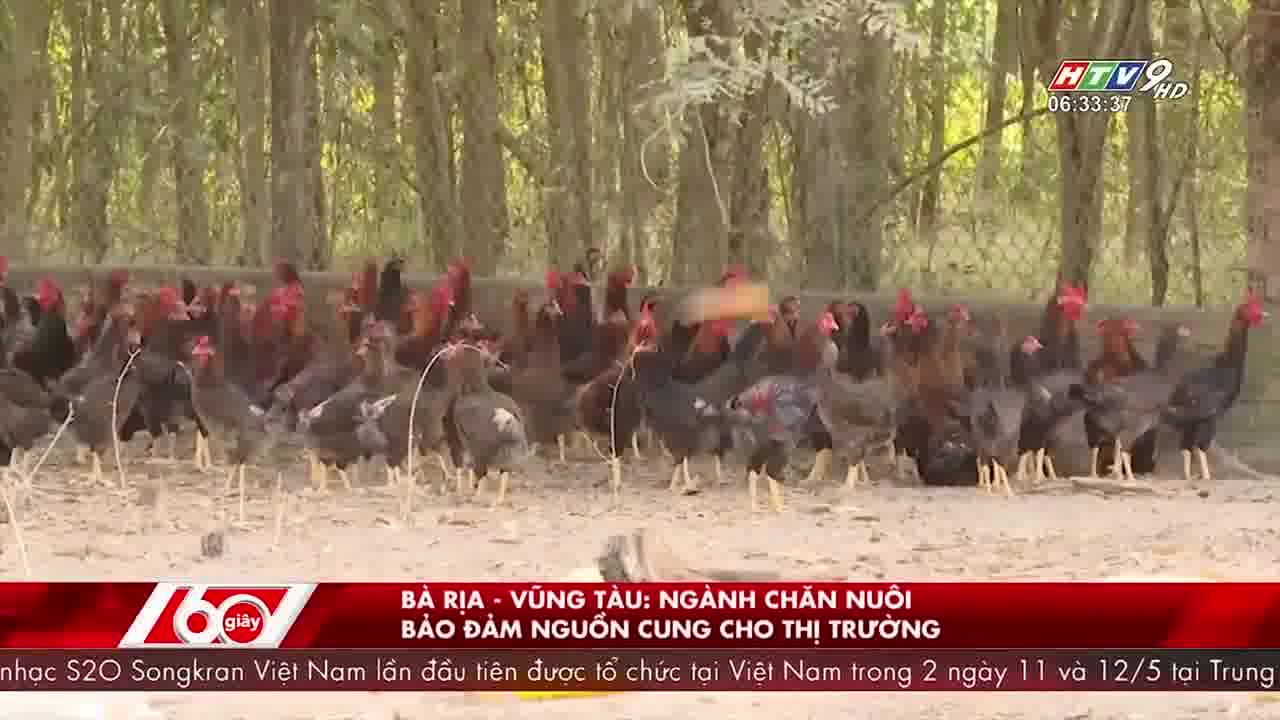 HTV9 HD
06:33:37
60 giây
BÀ RỊA - VŨNG TÀU: NGÀNH CHĂN NUÔI
BẢO ĐẢM NGUỒN CUNG CHO THỊ TRƯỜNG
nhạc S2O Songkran Việt Nam lần đầu tiên được tổ chức tại Việt Nam trong 2 ngày 11 và 12/5 tại Trung